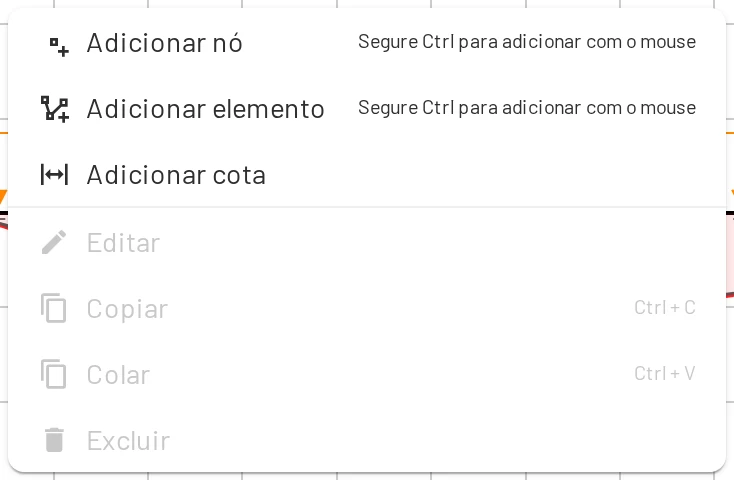 Adicionar nó Segure Ctrl para adicionar com o mouse
Adicionar elemento Segure Ctrl para adicionar com o mouse
Adicionar cota
Editar
Copiar Ctrl + C
Colar Ctrl + V
Excluir